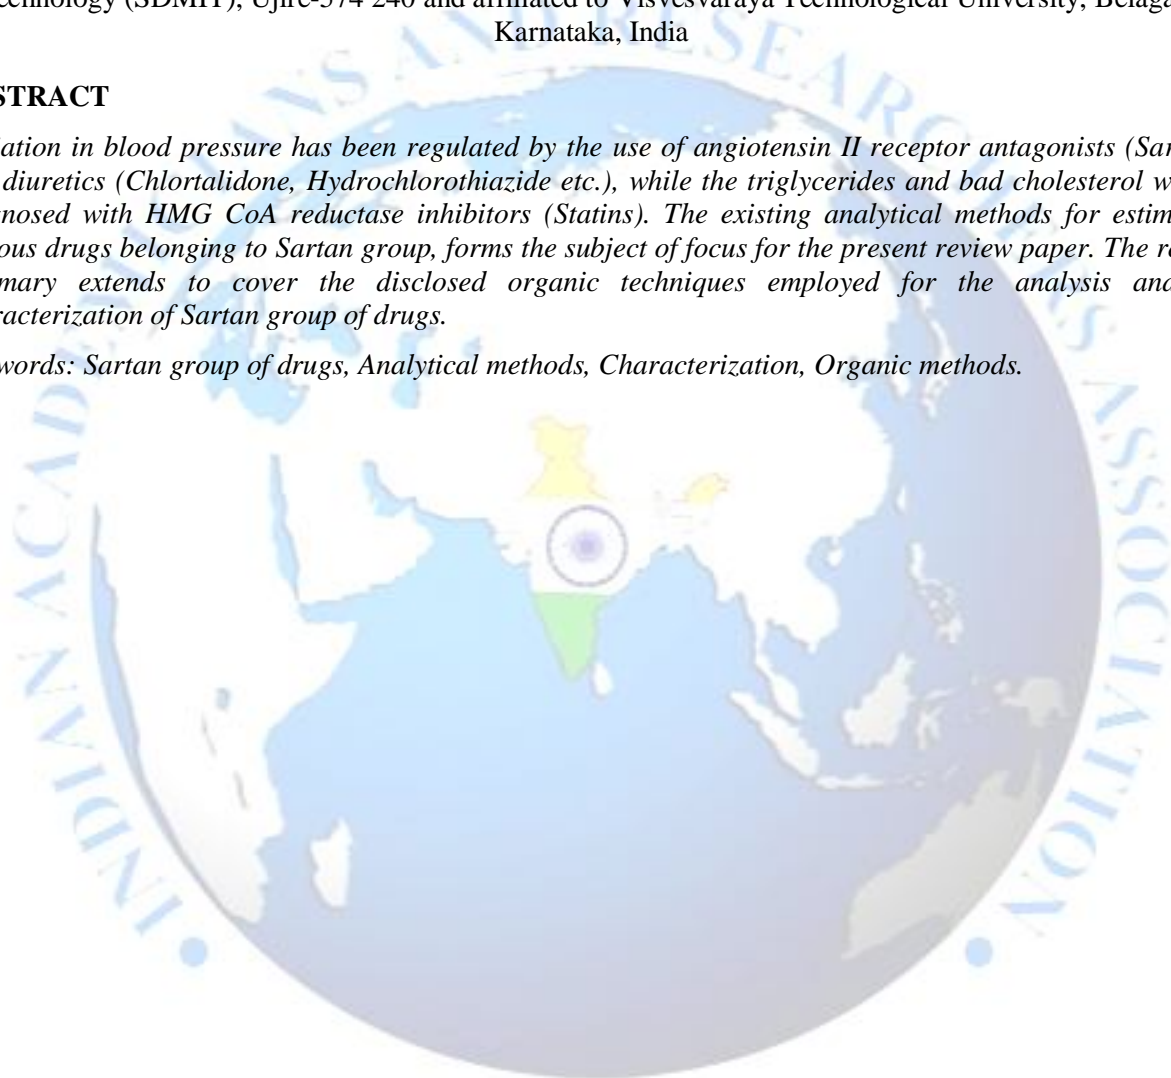 echnology (SDMIT), Ujire-574 240 and affiliated to Visvesvaraya Technological University, Belaga
Karnataka, India
STRACT
ation in blood pressure has been regulated by the use of angiotensin II receptor antagonists (Sar
diuretics (Chlortalidone, Hydrochlorothiazide etc.), while the triglycerides and bad cholesterol w
nosed with HMG CoA reductase inhibitors (Statins). The existing analytical methods for estim
ous drugs belonging to Sartan group, forms the subject of focus for the present review paper. The re
mary extends to cover the disclosed organic techniques employed for the analysis and
racterization of Sartan group of drugs.
words: Sartan group of drugs, Analytical methods, Characterization, Organic methods.
INDIAN ACADEMICIANS AND RESEARCHERS ASSOCIATION